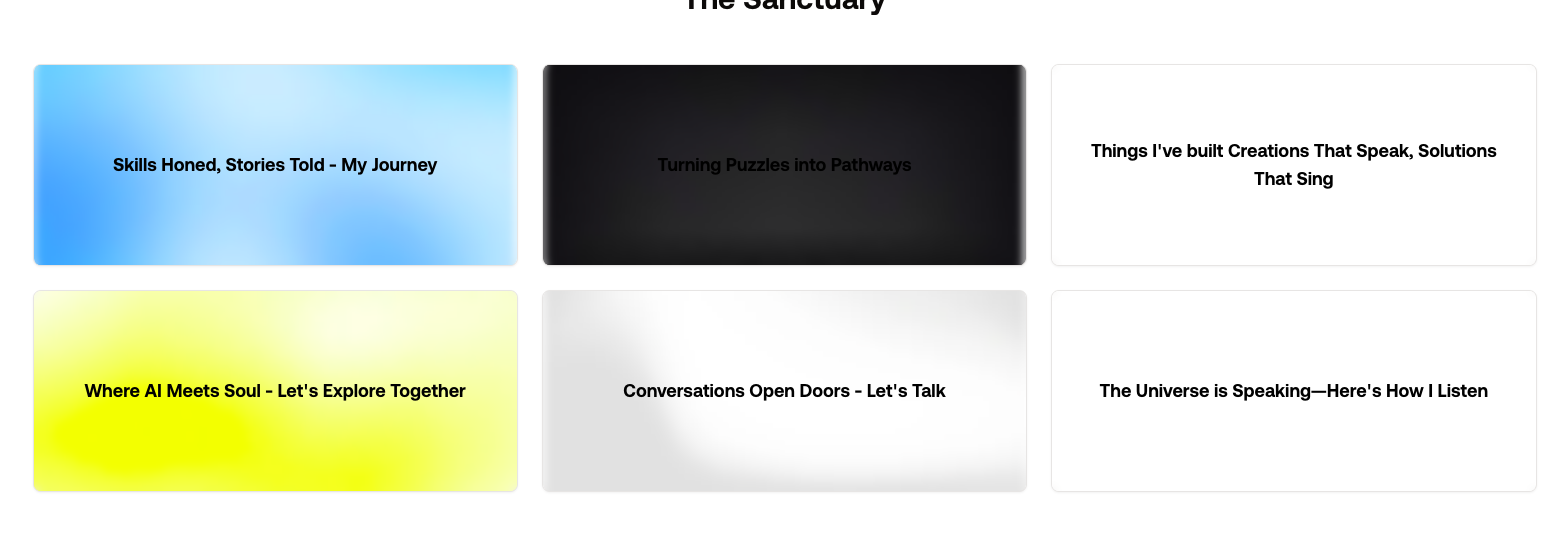 The Sanctuary
Skills Honed, Stories Told - My Journey
Turning Puzzles into Pathways
Things I've built Creations That Speak, Solutions
That Sing
Where AI Meets Soul - Let's Explore Together
Conversations Open Doors - Let's Talk
The Universe is Speaking—Here's How I Listen